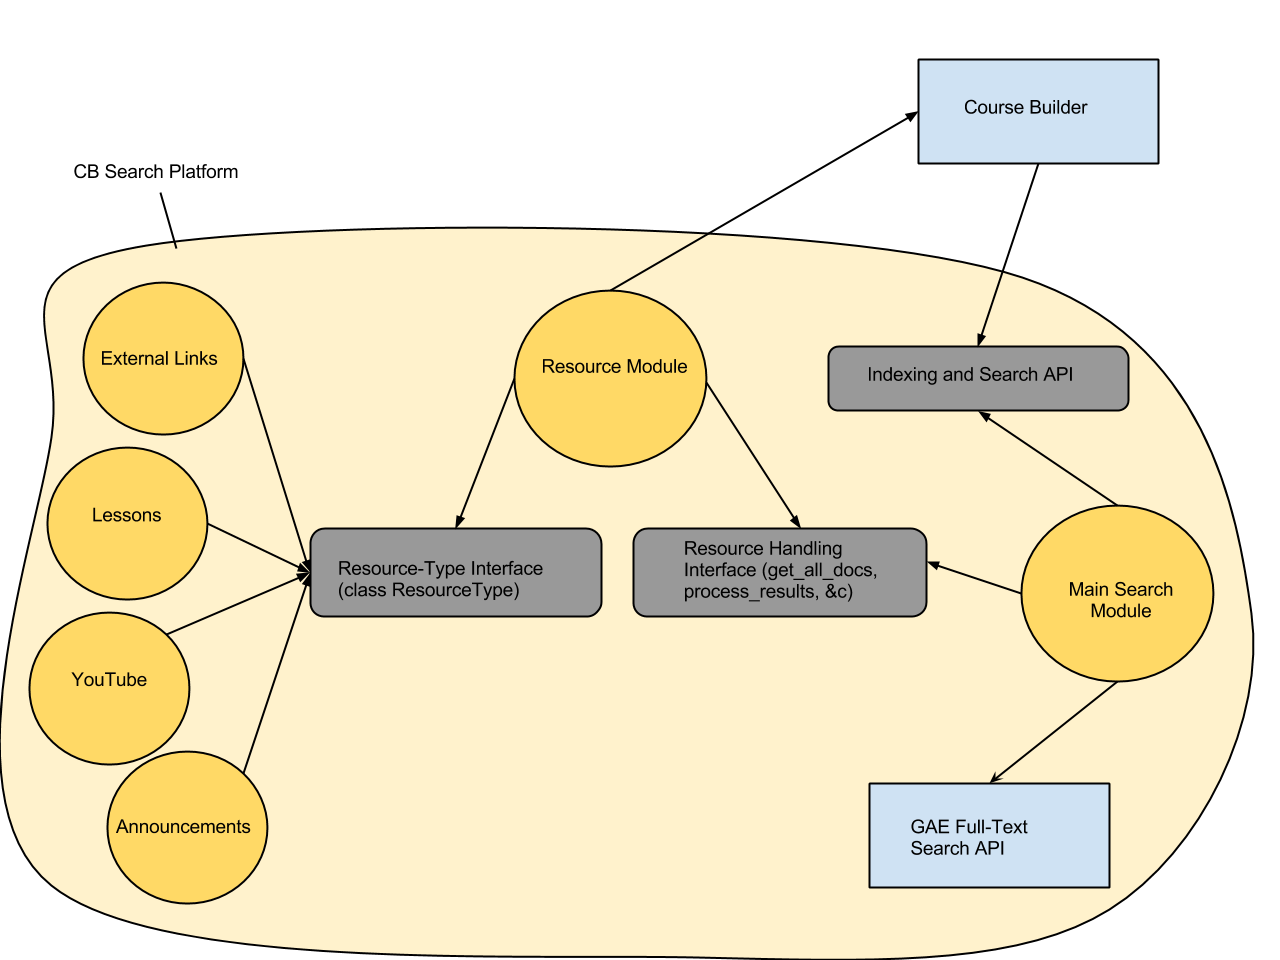 Course Builder
CB Search Platform
External Links
Resource Module
Indexing and Search API
Lessons
Resource-Type Interface
(class ResourceType)
Resource Handling
Interface (get_all_docs,
process_results, &c)
Main Search
Module
YouTube
Announcements
GAE Full-Text
Search API